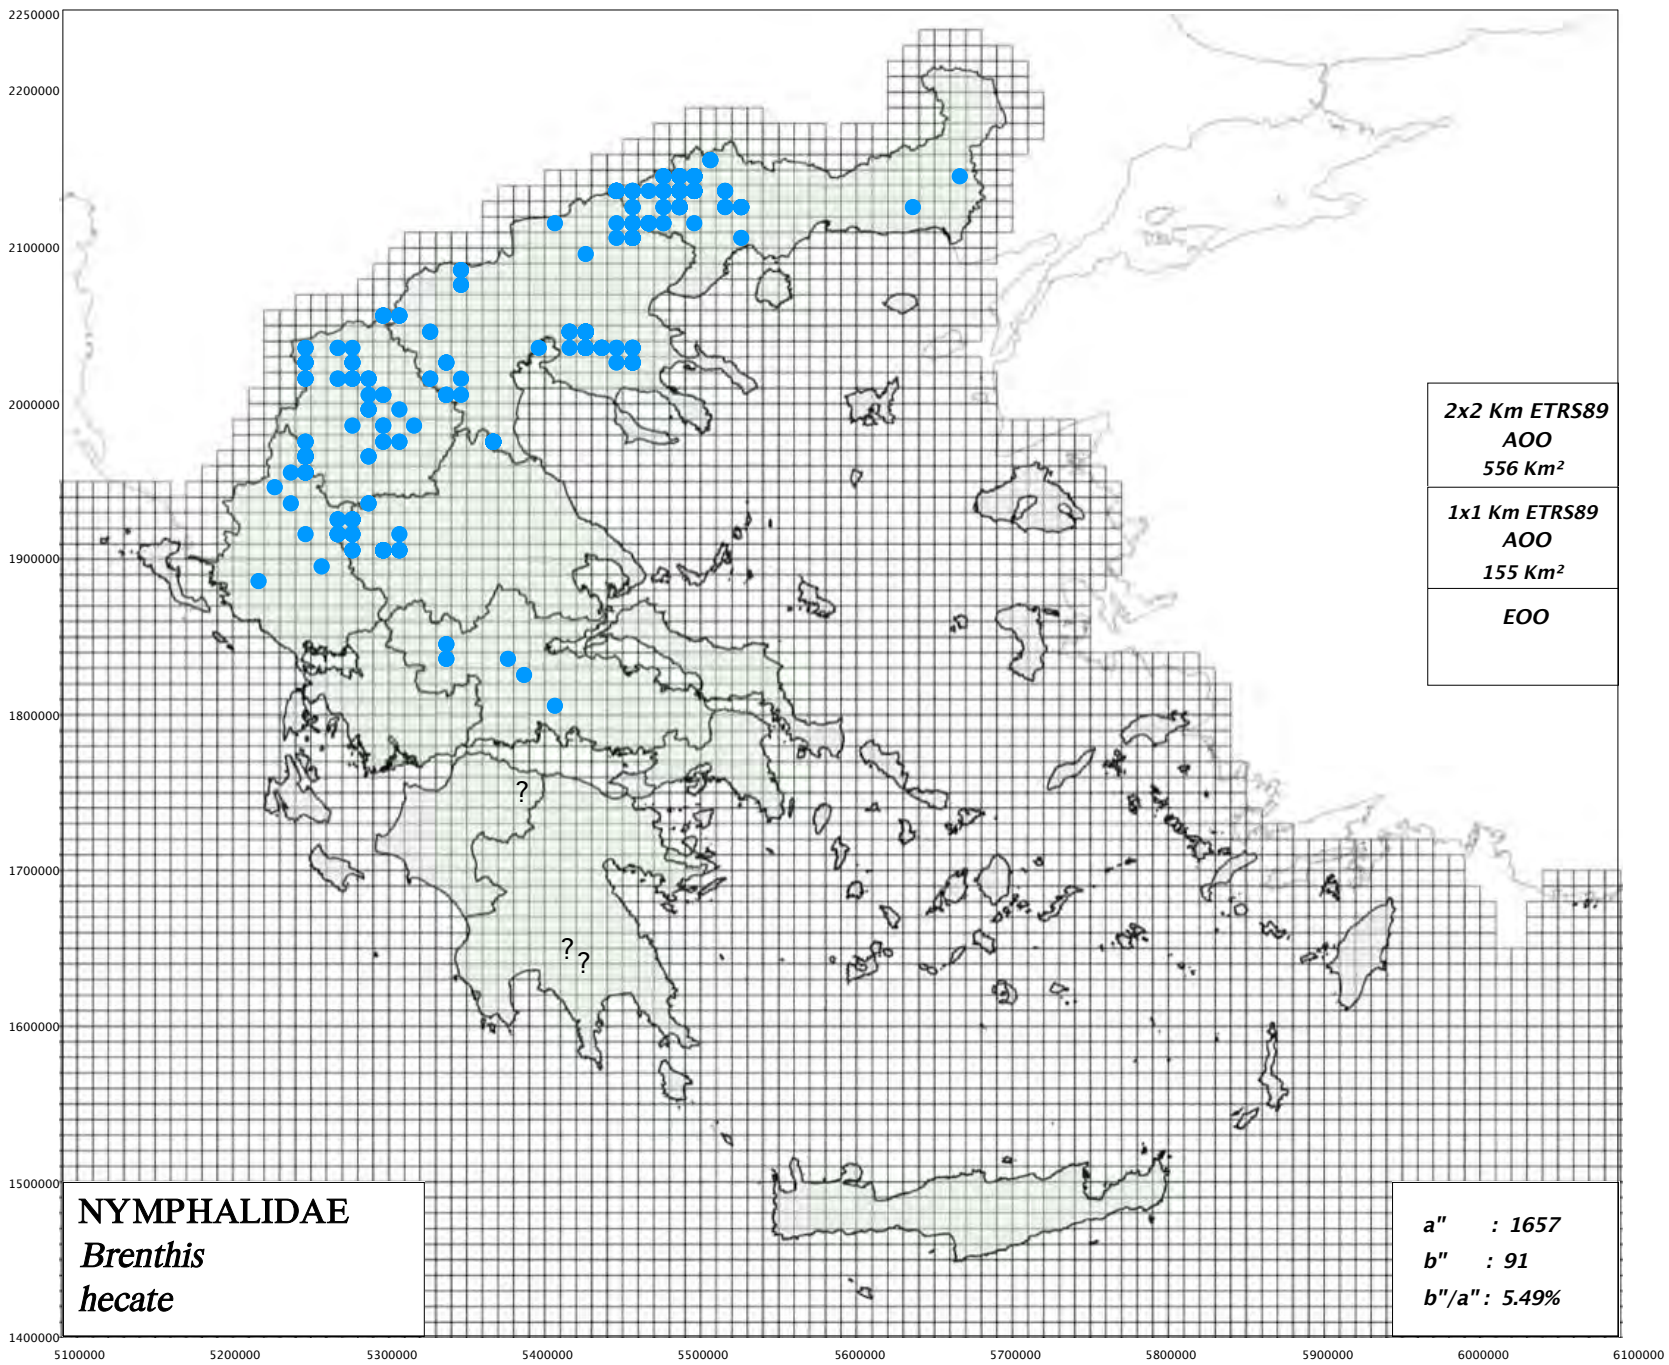 2250000
2200000
2100000
2000000
1900000
1800000
1700000
1600000
1500000
1400000
2x2 Km ETRS89
AOO
556 Km²
1x1 Km ETRS89
AOO
155 Km²
EOO
?
?
?
NYMPHALIDAE
Brenthis
hecate
a" : 1657
b" : 91
b"/a" : 5.49%
5100000 5200000 5300000 5400000 5500000 5600000 5700000 5800000 5900000 6000000 6100000